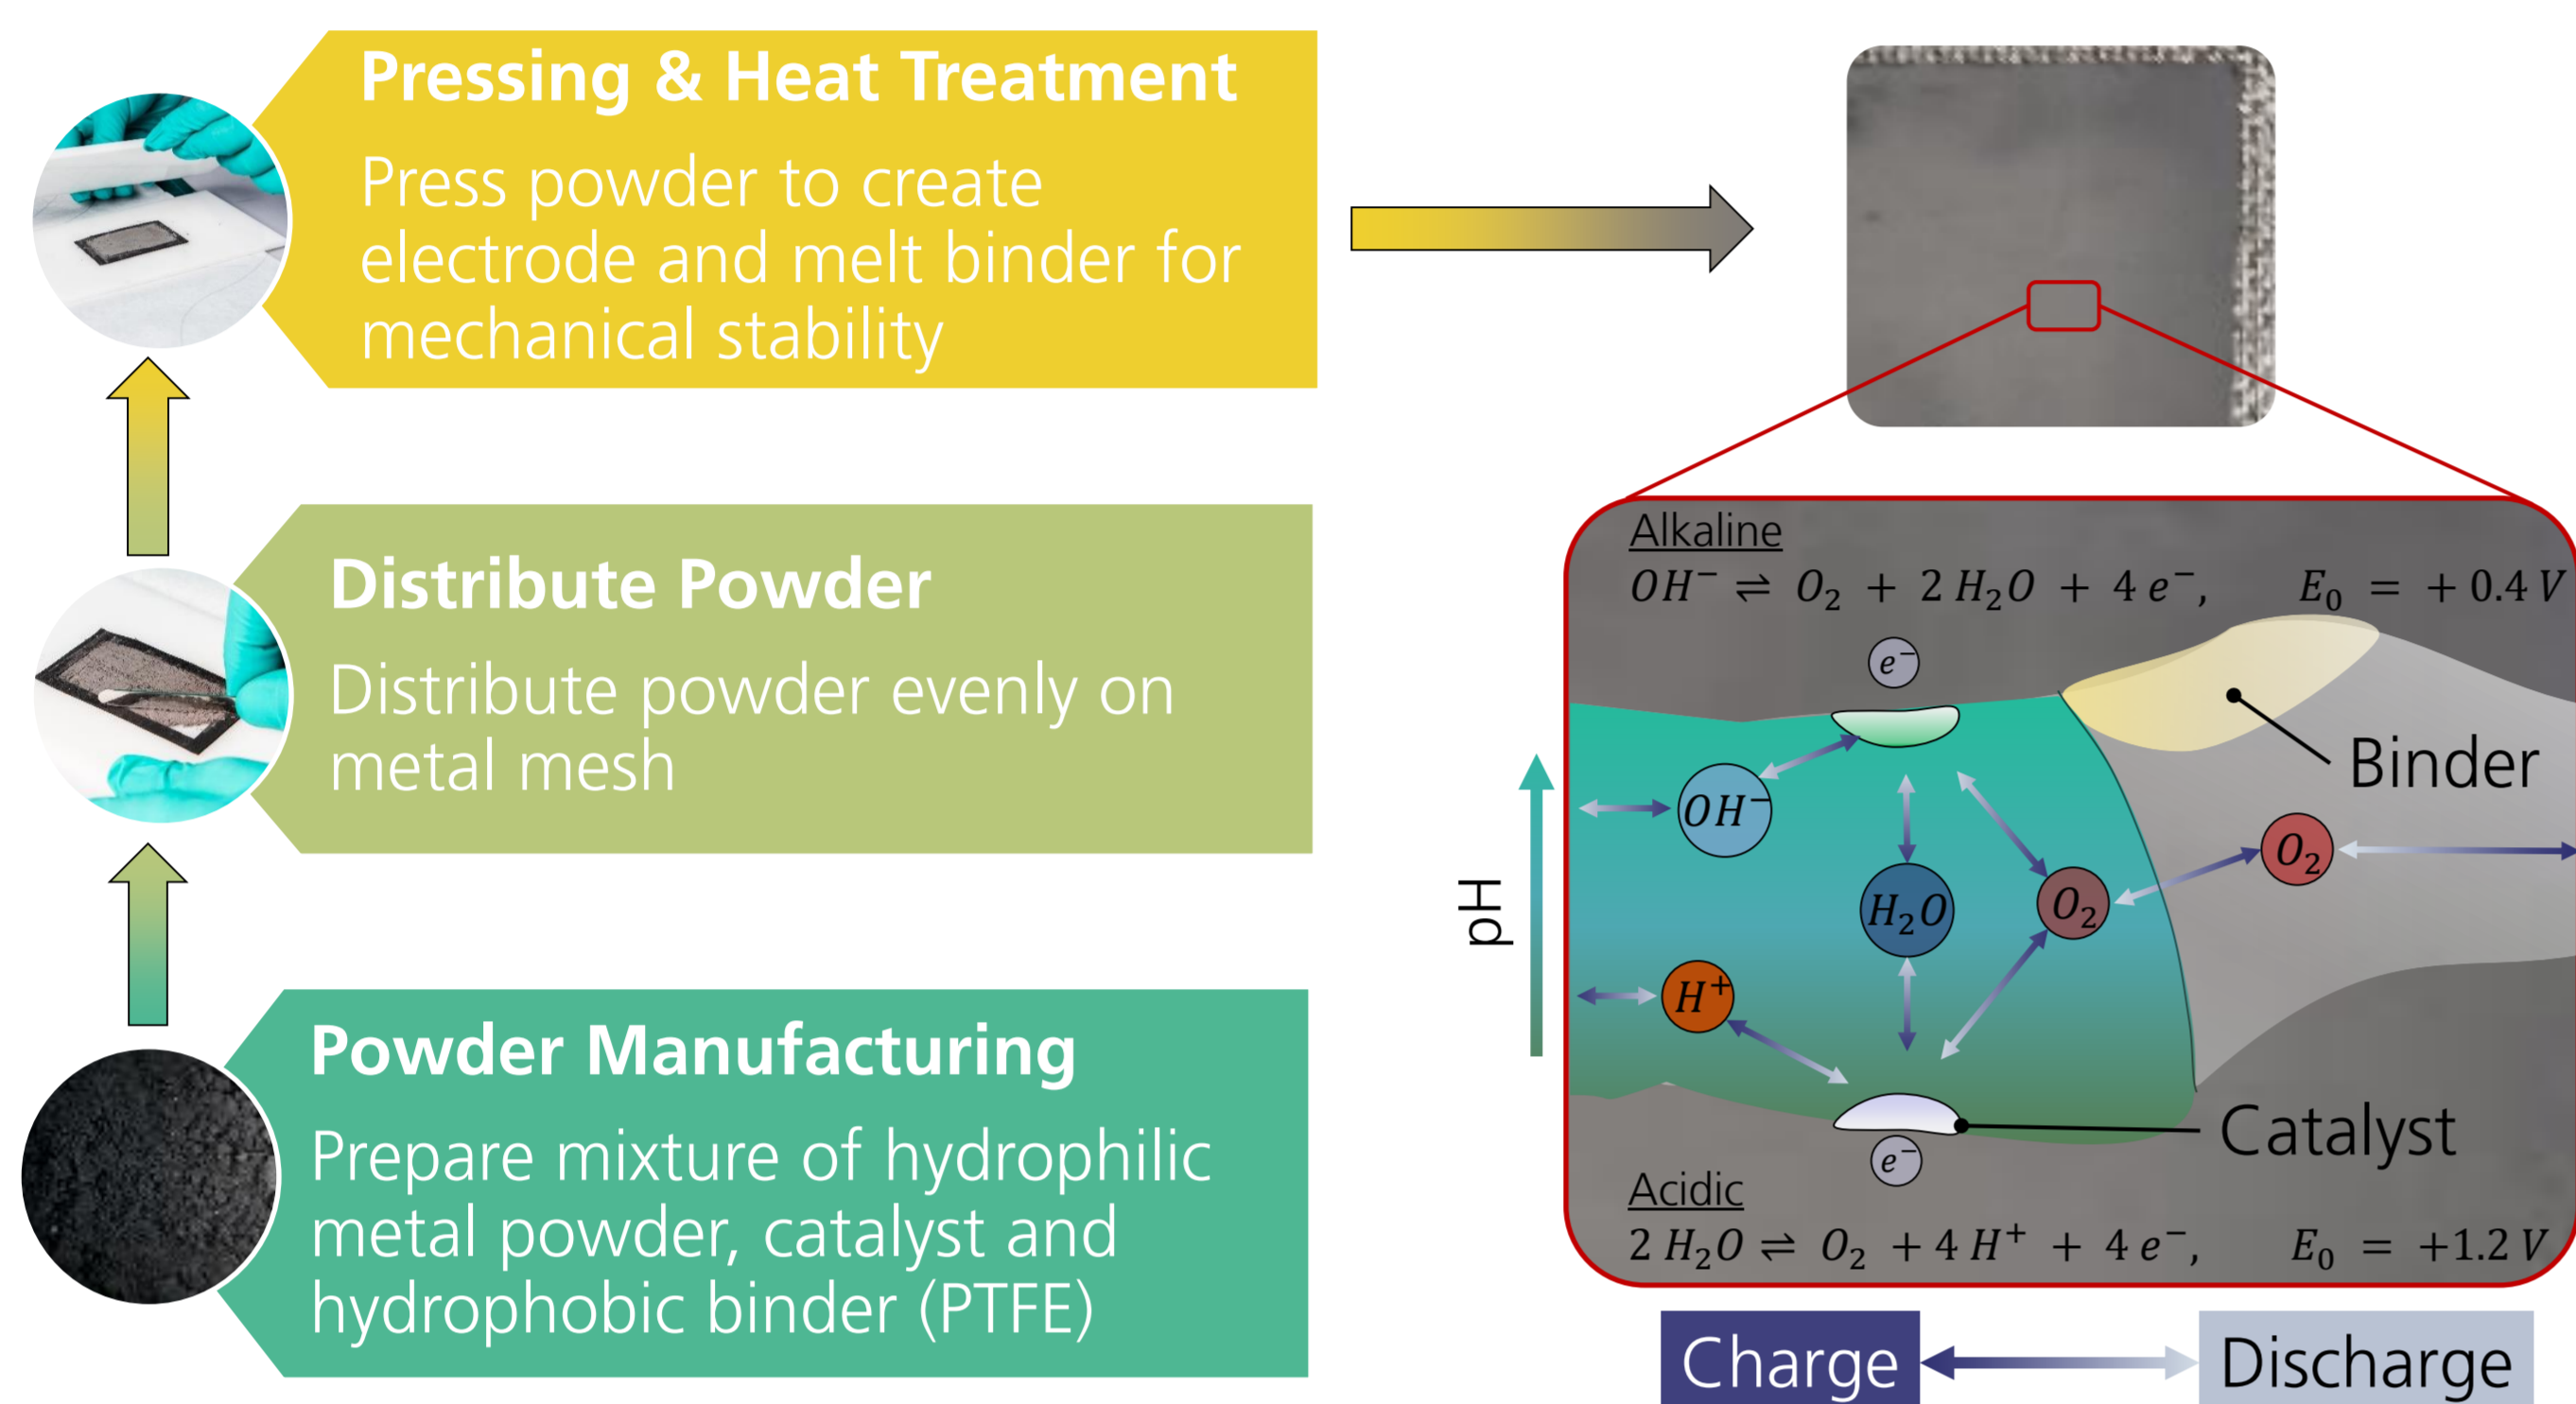 Pressing & Heat Treatment
Press powder to create
electrode and melt binder for
mechanical stability
Distribute Powder
Distribute powder evenly on
metal mesh
Powder Manufacturing
Prepare mixture of hydrophilic
metal powder, catalyst and
hydrophobic binder (PTFE)
Alkaline
OH⁻ ⇌ O₂ + 2 H₂O + 4 e⁻, E₀ = + 0.4 V
e⁻
Binder
OH⁻
O₂
H₂O
O₂
pH
H⁺
Catalyst
e⁻
Acidic
2 H₂O ⇌ O₂ + 4 H⁺ + 4 e⁻, E₀ = +1.2 V
Charge
Discharge